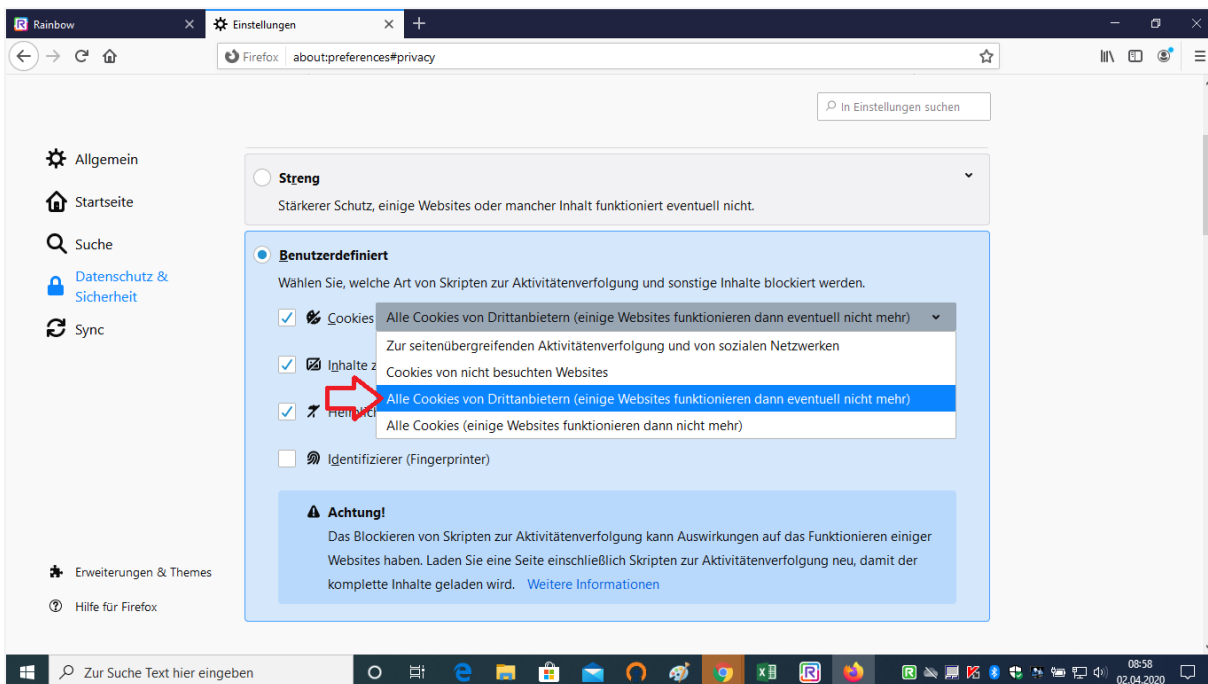 Rainbow
Einstellungen
Firefox about:preferences#privacy
In Einstellungen suchen
Allgemein
Startseite
Suche
Datenschutz &
Sicherheit
Sync
Erweiterungen & Themes
Hilfe für Firefox
Streng
Stärkerer Schutz, einige Websites oder mancher Inhalt funktioniert eventuell nicht.
Benutzerdefiniert
Wählen Sie, welche Art von Skripten zur Aktivitätenverfolgung und sonstige Inhalte blockiert werden.
Cookies Alle Cookies von Drittanbietern (einige Websites funktionieren dann eventuell nicht mehr)
Zur seitenübergreifenden Aktivitätenverfolgung und von sozialen Netzwerken
Inhalte z
Cookies von nicht besuchten Websites
Alle Cookies von Drittanbietern (einige Websites funktionieren dann eventuell nicht mehr)
Alle Cookies (einige Websites funktionieren dann nicht mehr)
Identifizierer (Fingerprinter)
Achtung!
Das Blockieren von Skripten zur Aktivitätenverfolgung kann Auswirkungen auf das Funktionieren einiger
Websites haben. Laden Sie eine Seite einschließlich Skripten zur Aktivitätenverfolgung neu, damit der
komplette Inhalte geladen wird. Weitere Informationen
Zur Suche Text hier eingeben
08:58
02.04.2020